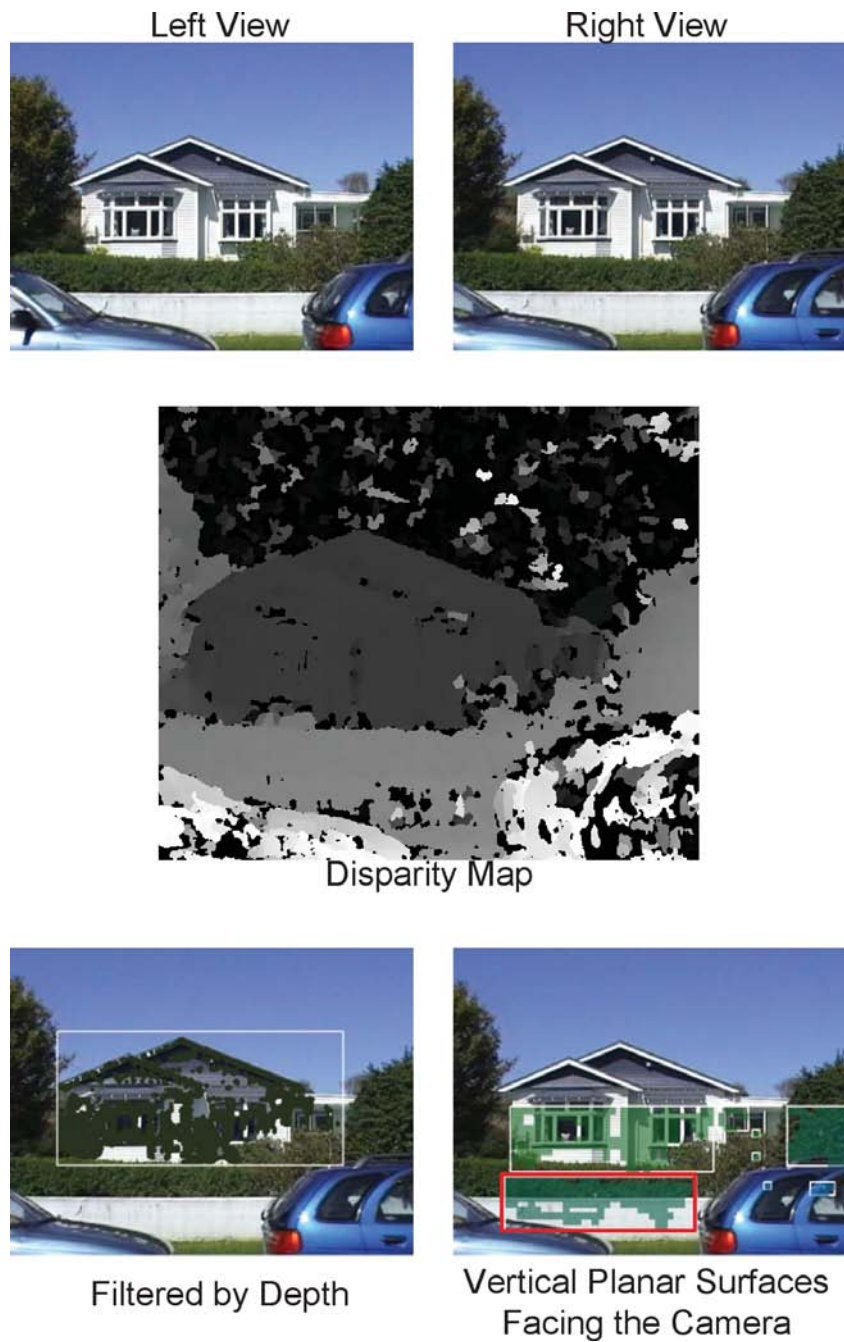 Left View
Right View
Disparity Map
Filtered by Depth
Vertical Planar Surfaces
Facing the Camera